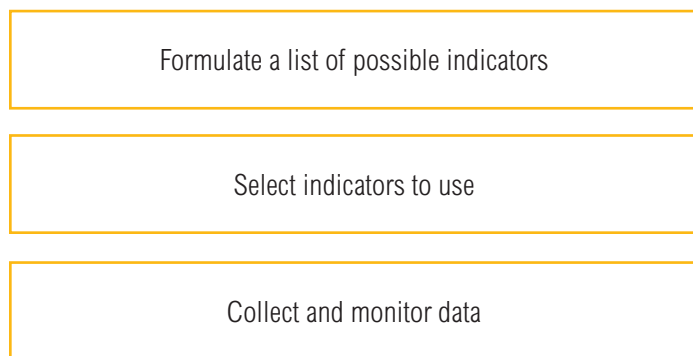 Formulate a list of possible indicators
Select indicators to use
Collect and monitor data